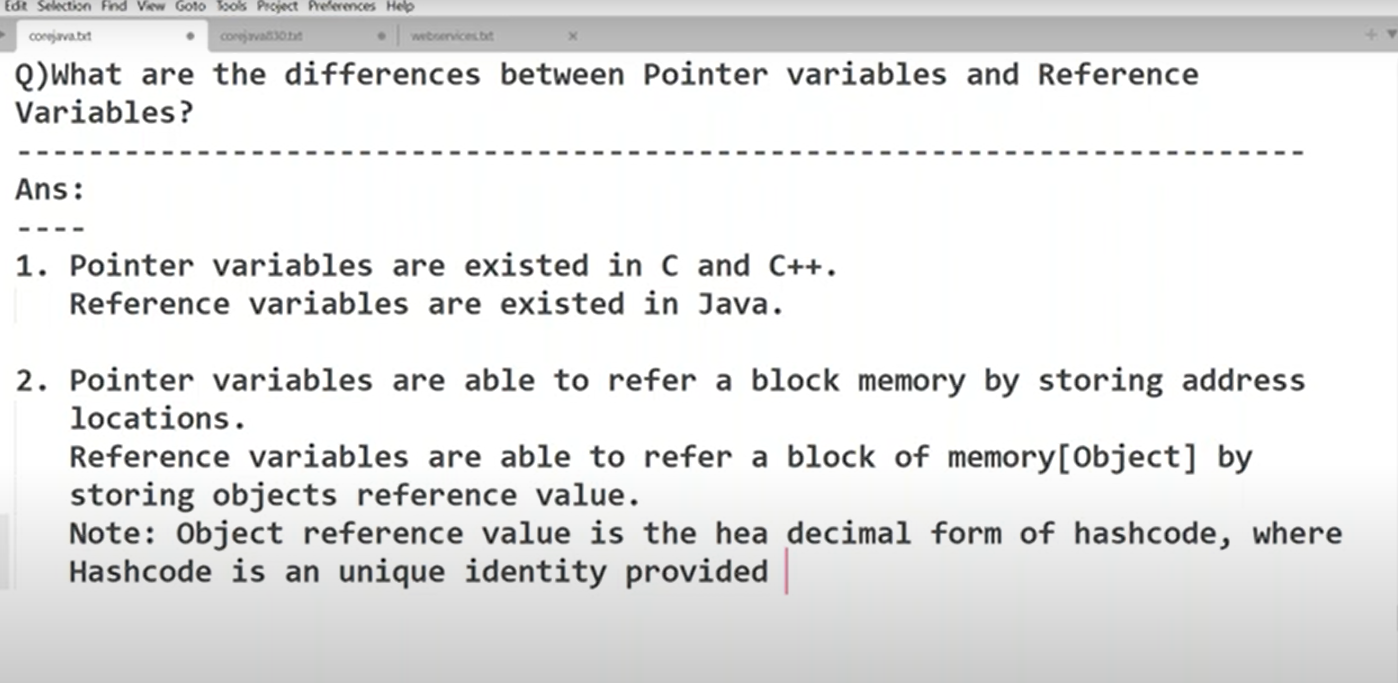 Edit Selection Find View Goto Tools Project Preferences Help
corejava.txt corejava830.txt webservices.txt
Q)What are the differences between Pointer variables and Reference
Variables?
-----------------------------------------------------------------------
Ans:
----
1. Pointer variables are existed in C and C++.
Reference variables are existed in Java.
2. Pointer variables are able to refer a block memory by storing address
locations.
Reference variables are able to refer a block of memory[Object] by
storing objects reference value.
Note: Object reference value is the hea decimal form of hashcode, where
Hashcode is an unique identity provided